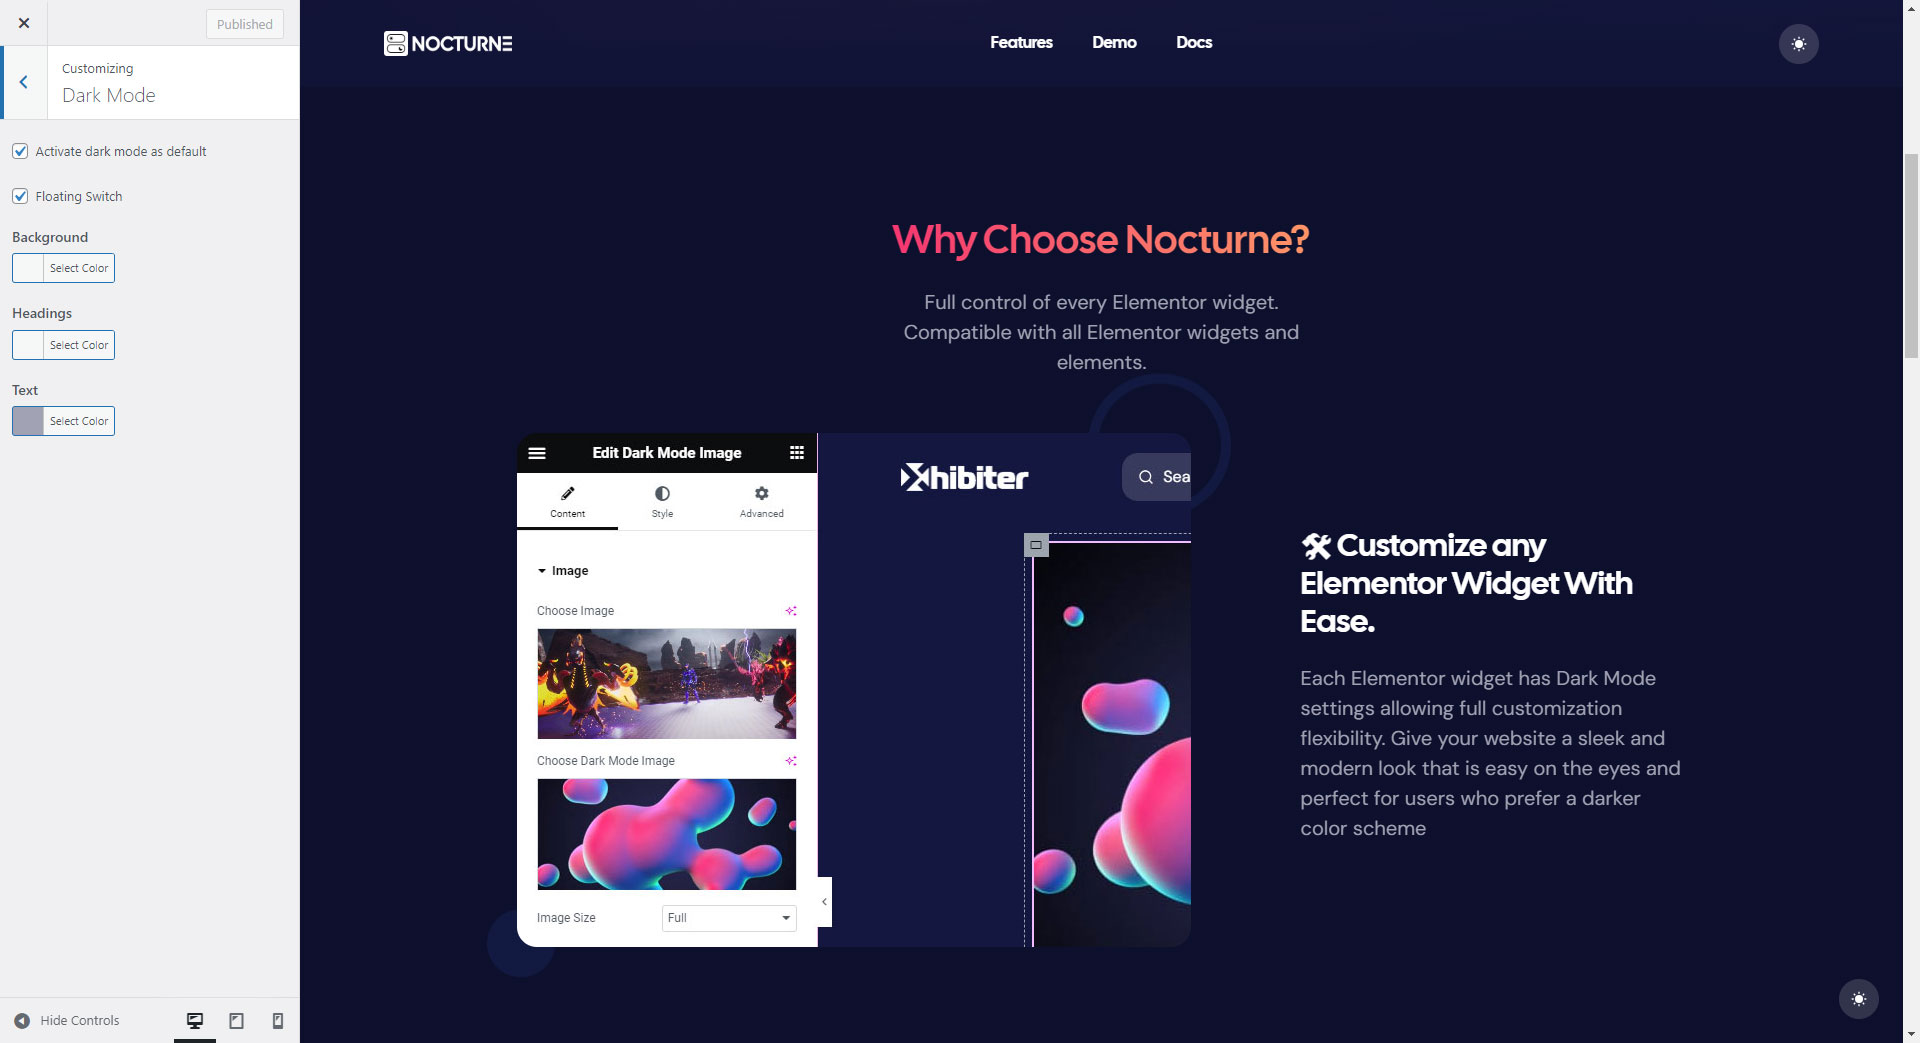 Published
Customizing
Dark Mode
Activate dark mode as default
Floating Switch
Background
Select Color
Headings
Select Color
Text
Select Color
Hide Controls
NOCTURNE
Features
Demo
Docs
Why Choose Nocturne?
Full control of every Elementor widget.
Compatible with all Elementor widgets and
elements.
Edit Dark Mode Image
Content
Style
Advanced
Image
Choose Image
Choose Dark Mode Image
Image Size
Full
Xhibiter
Sea
Customize any
Elementor Widget With
Ease.
Each Elementor widget has Dark Mode
settings allowing full customization
flexibility. Give your website a sleek and
modern look that is easy on the eyes and
perfect for users who prefer a darker
color scheme